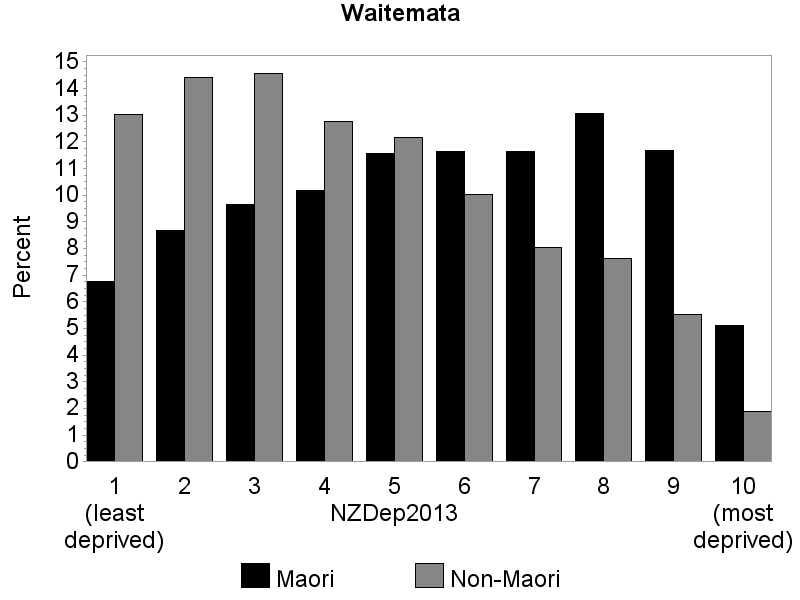 Waitemata
Percent
15
14
13
12
11
10
9
8
7
6
5
4
3
2
1
0
1 2 3 4 5 6 7 8 9 10
(least NZDep2013 (most
deprived) deprived)
Maori Non-Maori